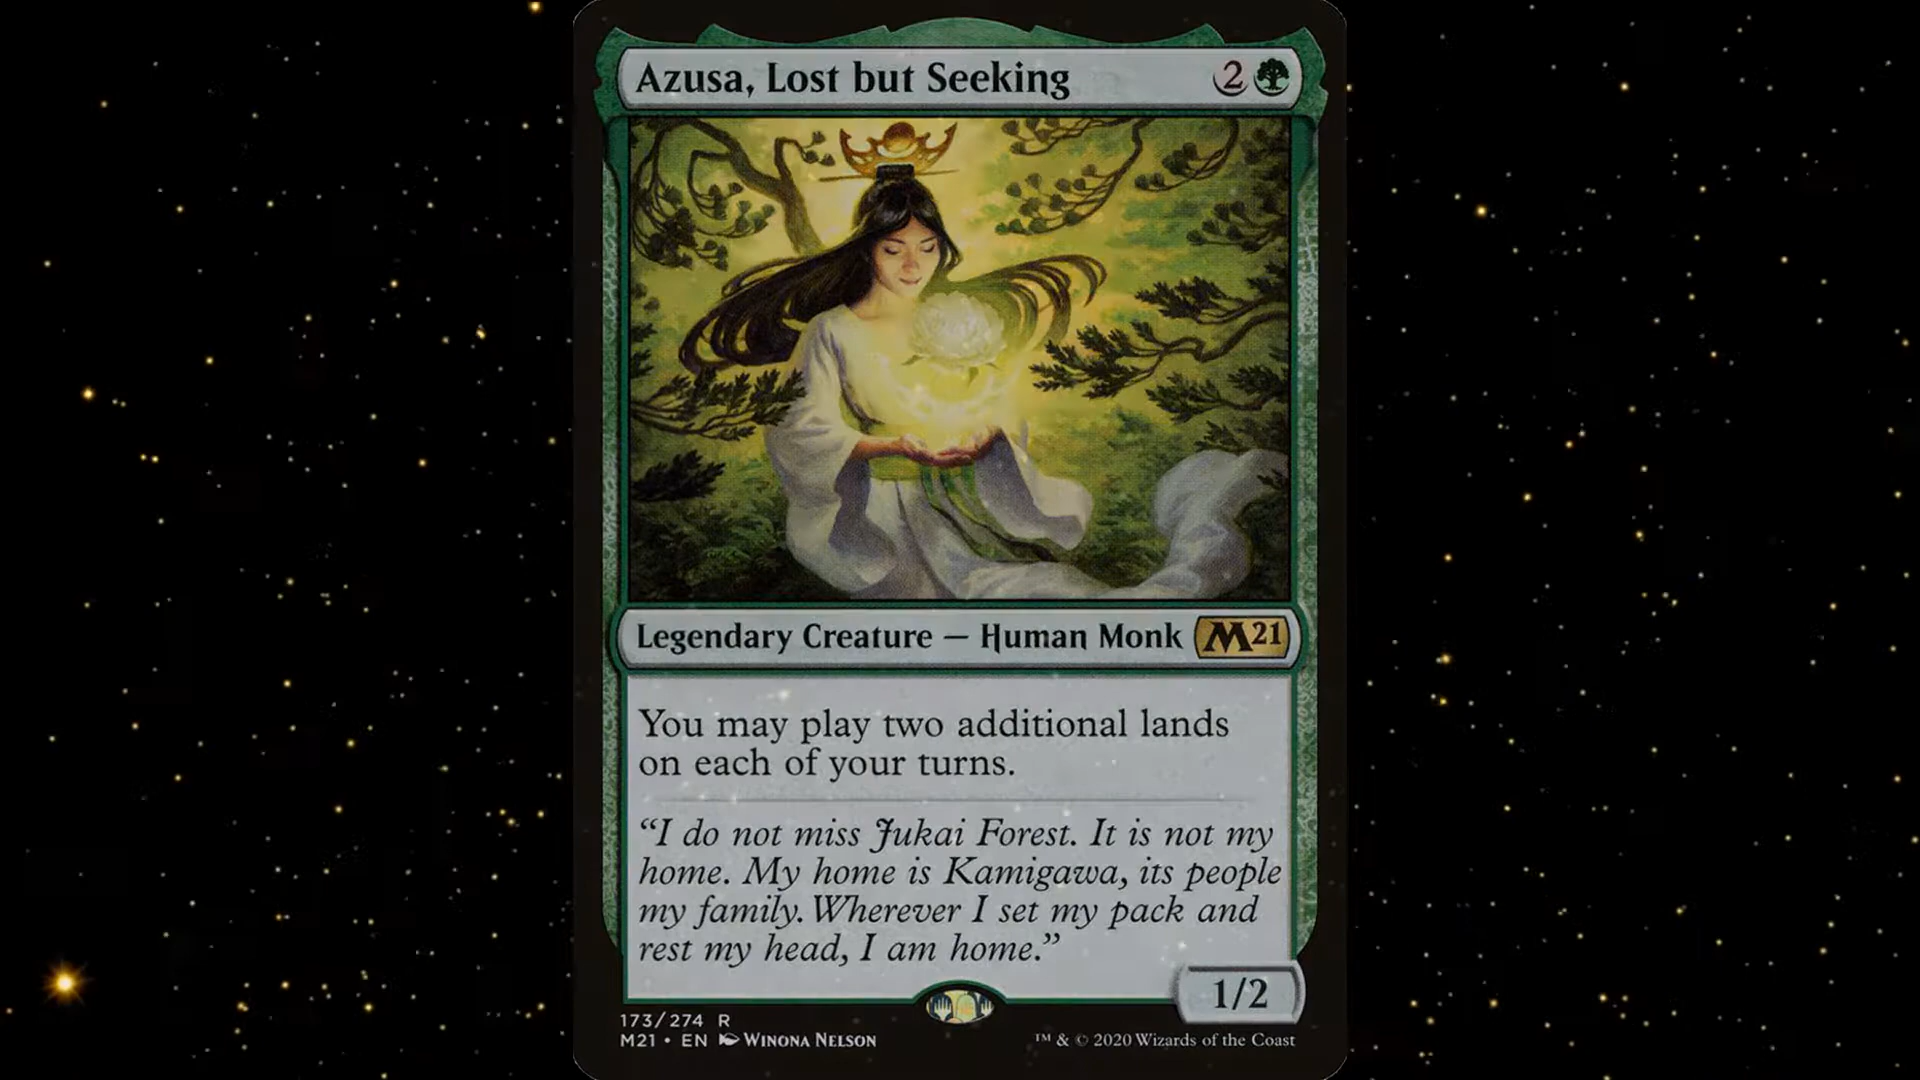 Azusa, Lost but Seeking 2
Legendary Creature — Human Monk M21
You may play two additional lands
on each of your turns.
“I do not miss Jukai Forest. It is not my
home. My home is Kamigawa, its people
my family. Wherever I set my pack and
rest my head, I am home.”
1/2
173/274 R
M21 • EN Winona Nelson
™ & © 2020 Wizards of the Coast